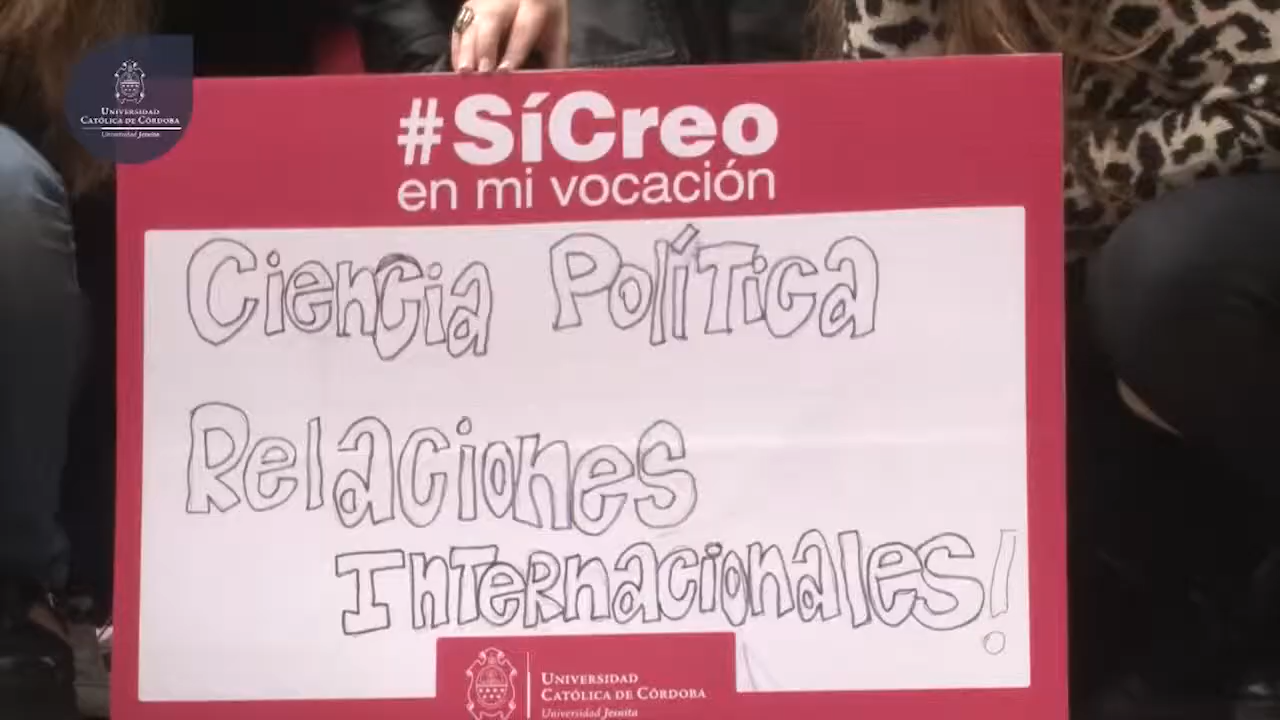 UNIVERSIDAD
CATÓLICA DE CÓRDOBA
Universidad Jesuita
#SíCreo
en mi vocación
Ciencia Política
Relaciones
Internacionales!
UNIVERSIDAD
CATÓLICA DE CÓRDOBA
Universidad Jesuita